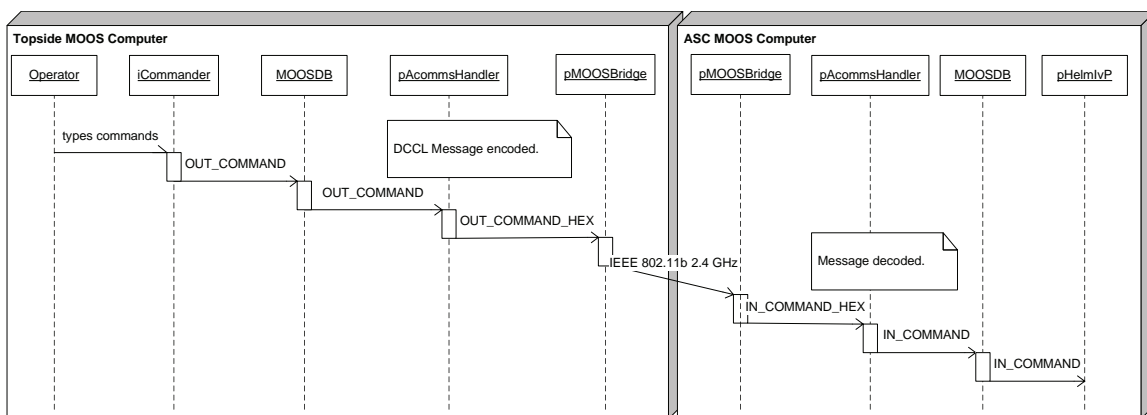 Topside MOOS Computer
ASC MOOS Computer
Operator
iCommander
MOOSDB
pAcommsHandler
pMOOSBridge
pMOOSBridge
pAcommsHandler
MOOSDB
pHelmIvP
types commands
DCCL Message encoded.
OUT_COMMAND
OUT_COMMAND
OUT_COMMAND_HEX
IEEE 802.11b 2.4 GHz
Message decoded.
IN_COMMAND_HEX
IN_COMMAND
IN_COMMAND